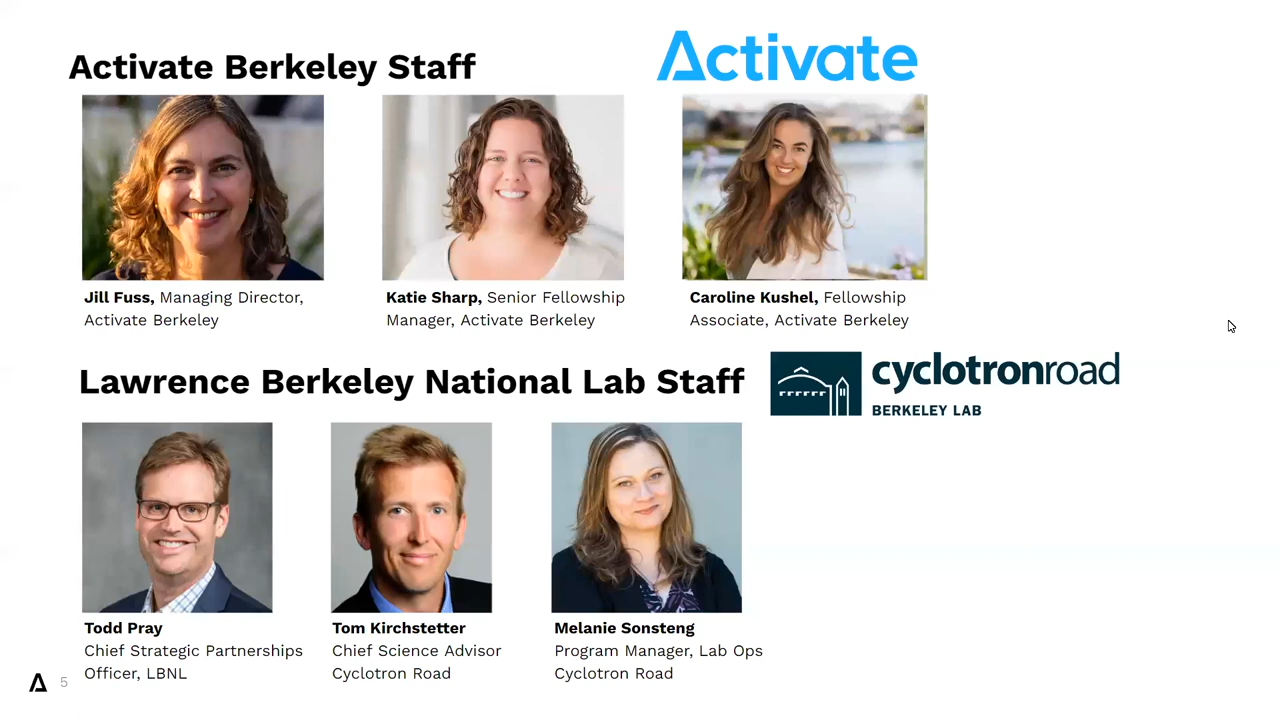 Activate Berkeley Staff
Activate
Jill Fuss, Managing Director,
Activate Berkeley
Katie Sharp, Senior Fellowship
Manager, Activate Berkeley
Caroline Kushel, Fellowship
Associate, Activate Berkeley
Lawrence Berkeley National Lab Staff
cyclotronroad
BERKELEY LAB
Todd Pray
Chief Strategic Partnerships
Officer, LBNL
Tom Kirchstetter
Chief Science Advisor
Cyclotron Road
Melanie Sonsteng
Program Manager, Lab Ops
Cyclotron Road
5